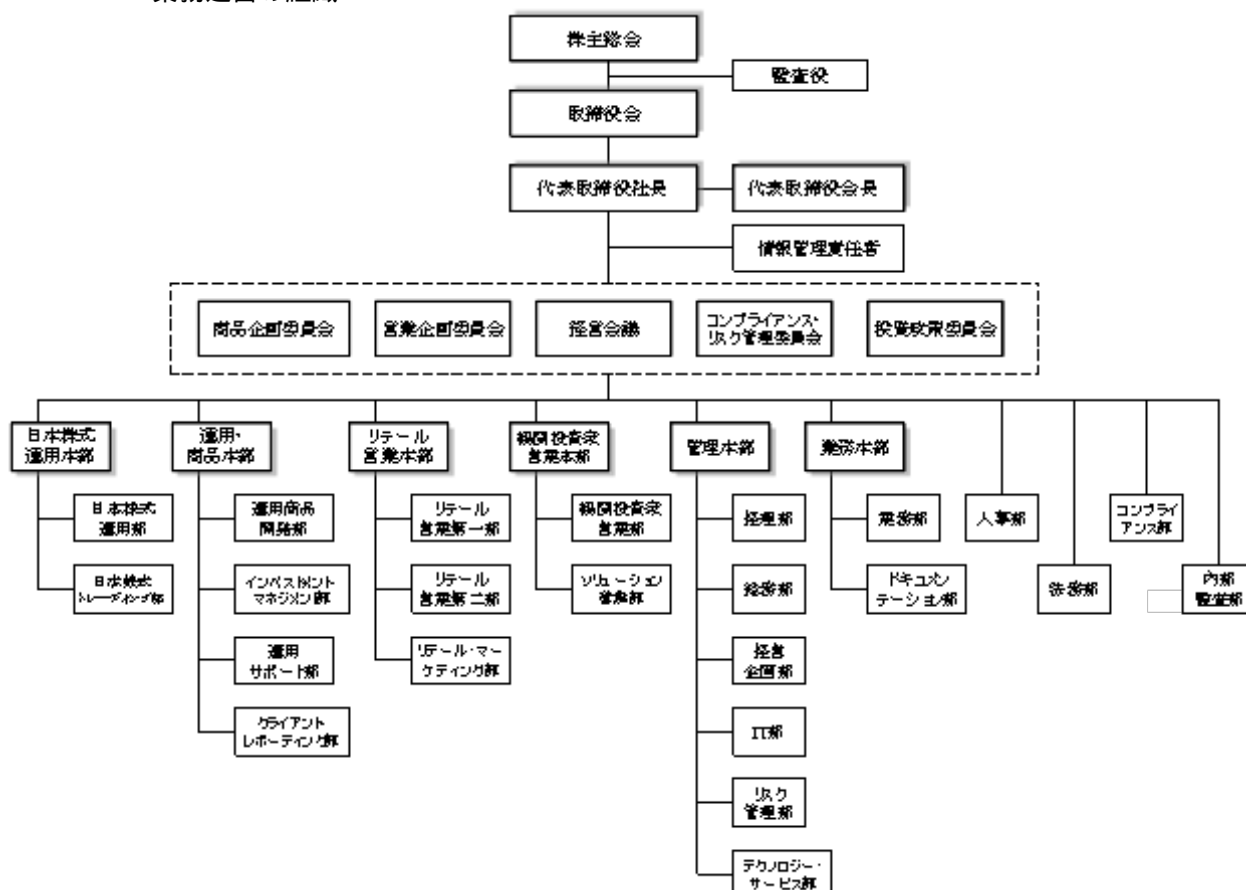 業務運営の組織
株主総会
監査役
取締役会
代表取締役社長
代表取締役会長
情報管理責任者
商品企画委員会
営業企画委員会
経営会議
コンプライアンス・
リスク管理委員会
投資政策委員会
日本株式
運用本部
運用・
商品本部
リテール
営業本部
機関投資家
営業本部
管理本部
業務本部
日本株式
運用部
運用商品
開発部
リテール
営業第一部
機関投資家
営業部
経理部
業務部
人事部
コンプライ
アンス部
日本株式
トレーディング部
インベストメント
マネジメント部
リテール
営業第二部
ソリューション
営業部
総務部
ドキュメン
テーション部
法務部
内部
監査部
運用
サポート部
リテール・マー
ケティング部
経営
企画部
クライアント
レポーティング部
IT部
リスク
管理部
テクノロジー・
サービス部